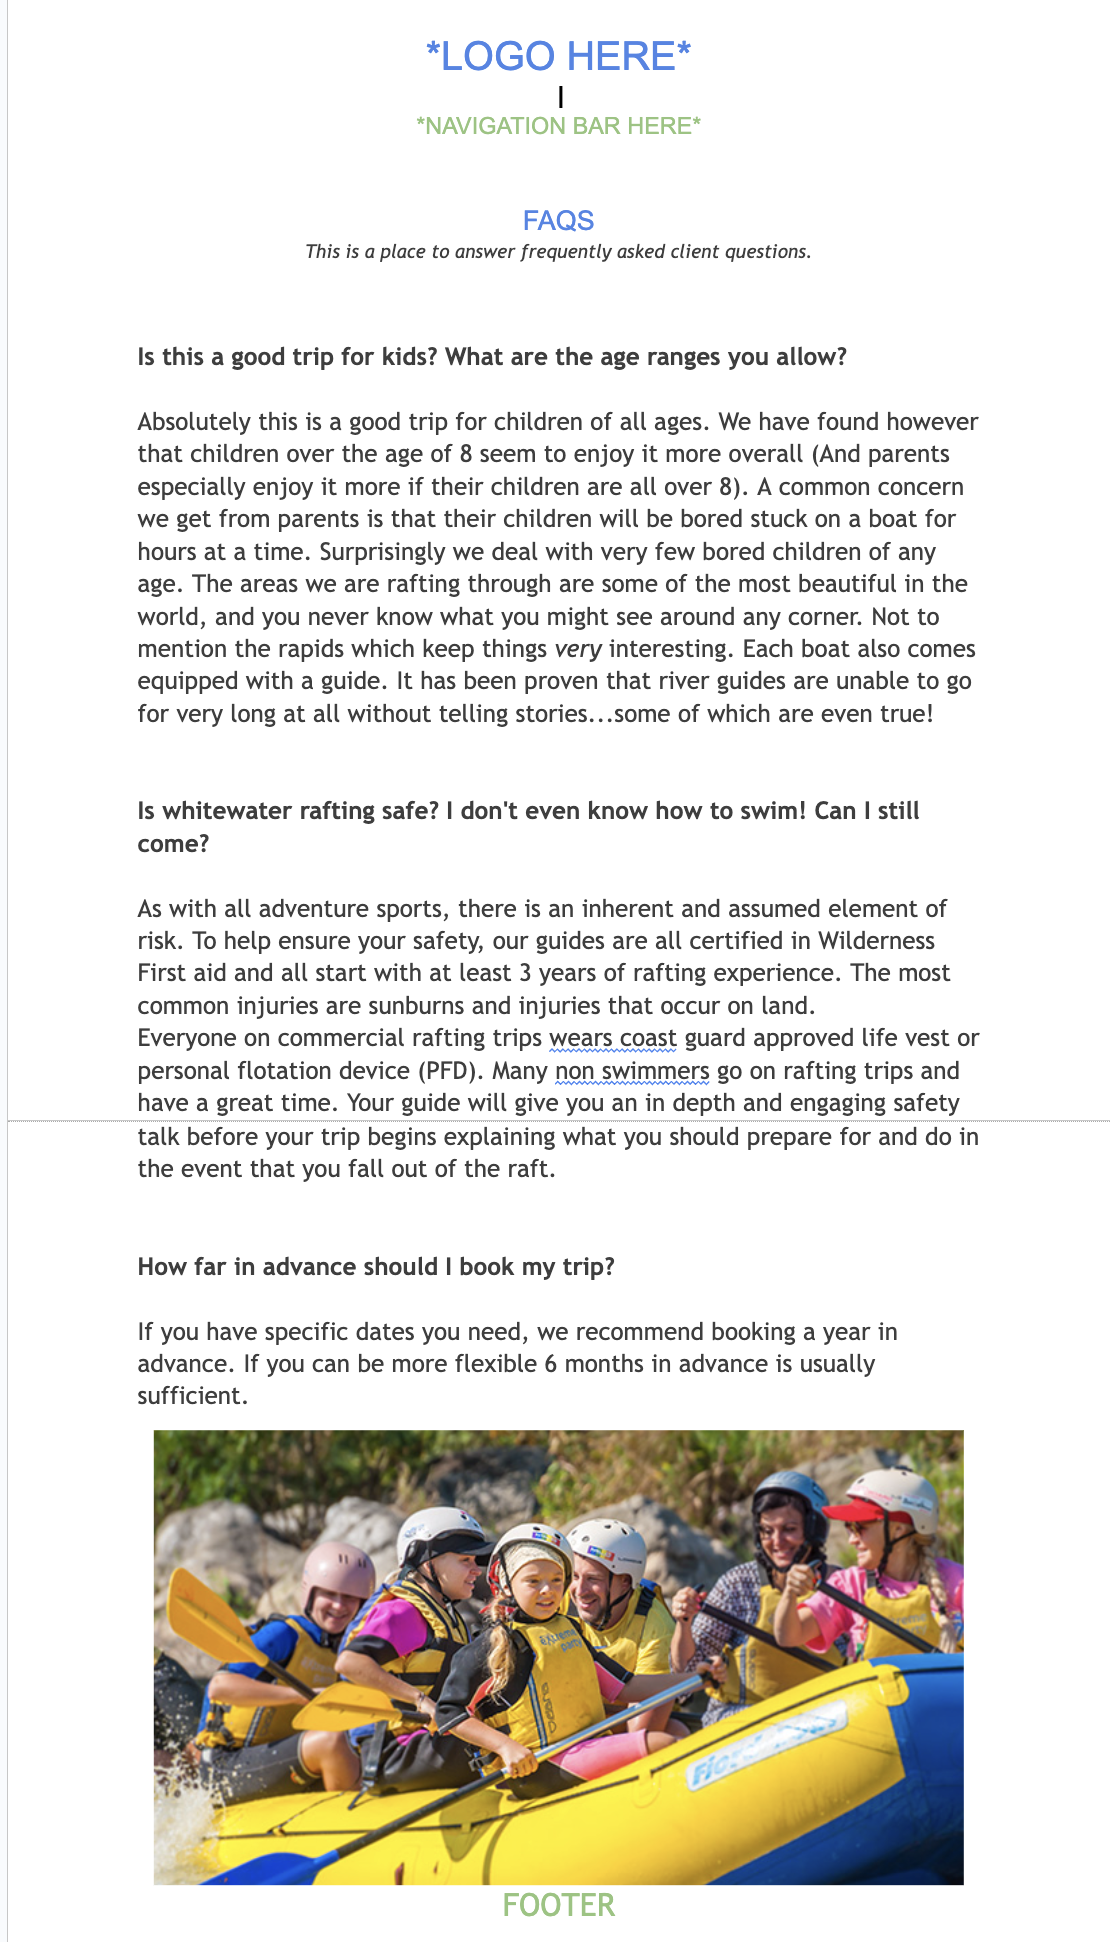 *LOGO HERE*
*NAVIGATION BAR HERE*
FAQS
This is a place to answer frequently asked client questions.
Is this a good trip for kids? What are the age ranges you allow?
Absolutely this is a good trip for children of all ages. We have found however
that children over the age of 8 seem to enjoy it more overall (And parents
especially enjoy it more if their children are all over 8). A common concern
we get from parents is that their children will be bored stuck on a boat for
hours at a time. Surprisingly we deal with very few bored children of any
age. The areas we are rafting through are some of the most beautiful in the
world, and you never know what you might see around any corner. Not to
mention the rapids which keep things very interesting. Each boat also comes
equipped with a guide. It has been proven that river guides are unable to go
for very long at all without telling stories...some of which are even true!
Is whitewater rafting safe? I don't even know how to swim! Can I still
come?
As with all adventure sports, there is an inherent and assumed element of
risk. To help ensure your safety, our guides are all certified in Wilderness
First aid and all start with at least 3 years of rafting experience. The most
common injuries are sunburns and injuries that occur on land.
Everyone on commercial rafting trips wears coast guard approved life vest or
personal flotation device (PFD). Many non swimmers go on rafting trips and
have a great time. Your guide will give you an in depth and engaging safety
talk before your trip begins explaining what you should prepare for and do in
the event that you fall out of the raft.
How far in advance should I book my trip?
If you have specific dates you need, we recommend booking a year in
advance. If you can be more flexible 6 months in advance is usually
sufficient.
extreme
party
FOOTER